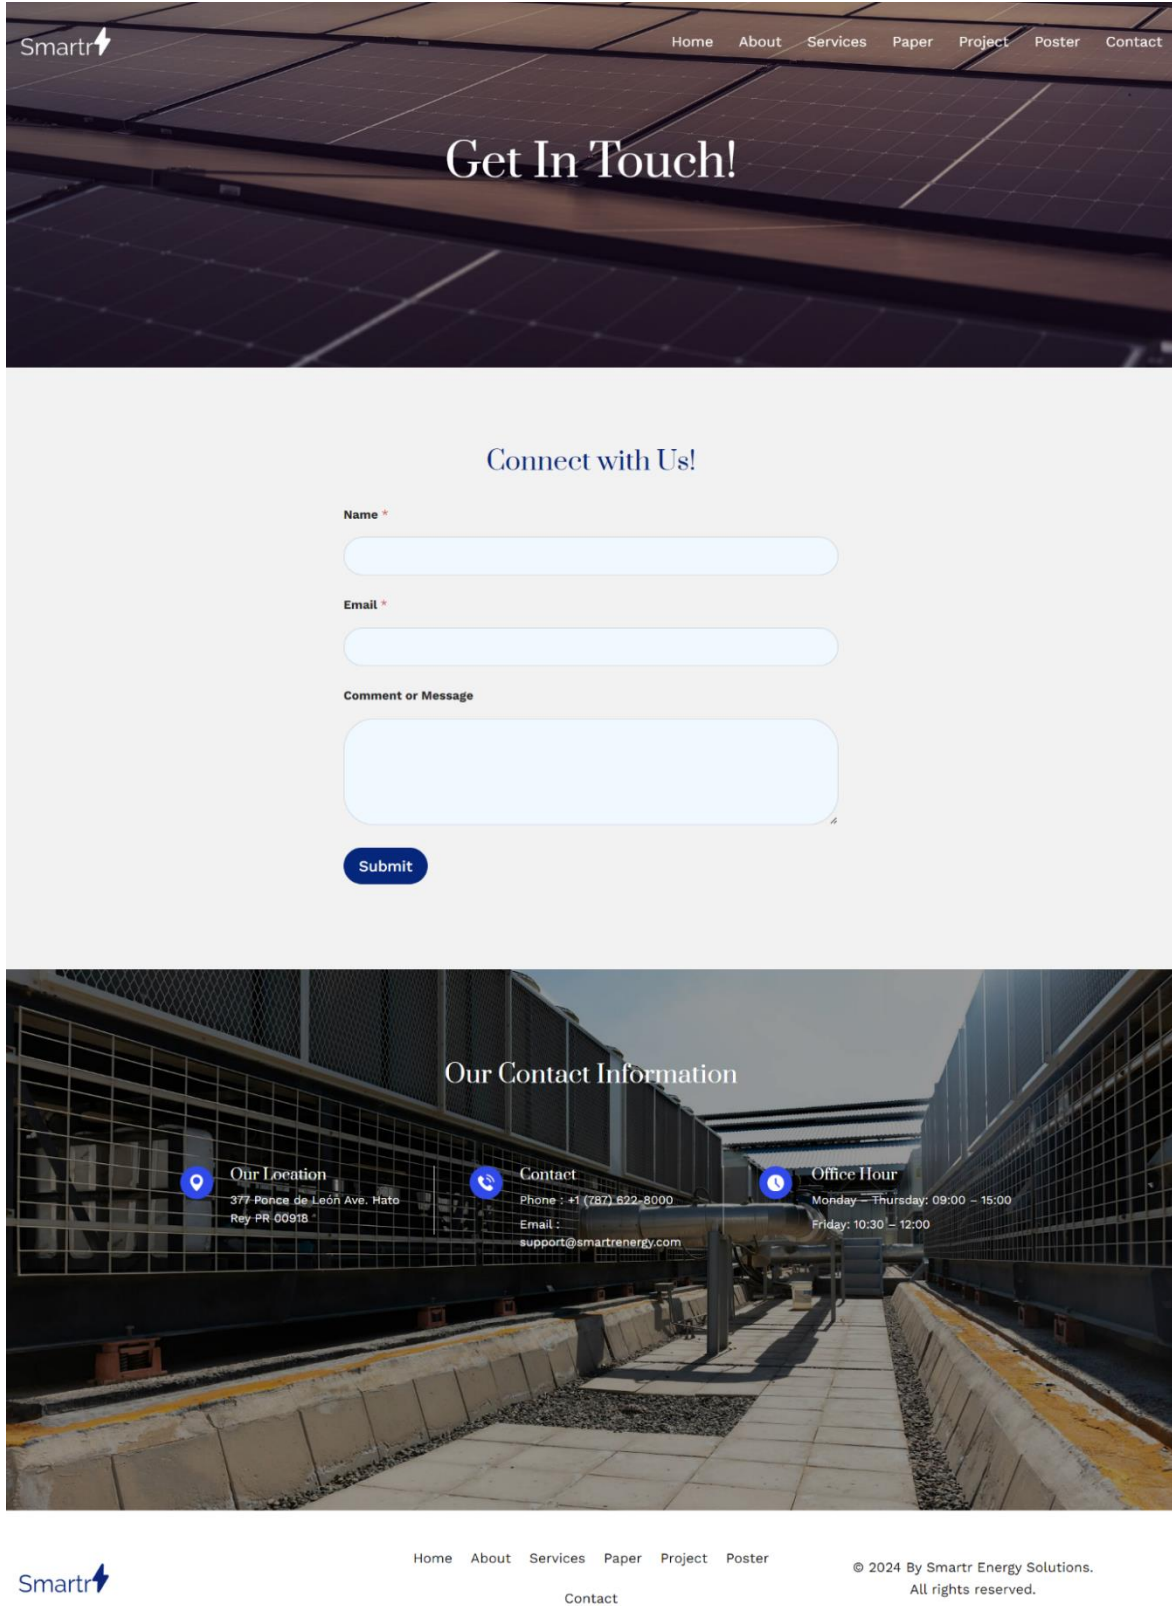 Smartr
Home About Services Paper Project Poster Contact
Get In Touch!
Connect with Us!
Name *
Email *
Comment or Message
Submit
Our Contact Information
Our Location
377 Ponce de León Ave. Hato
Rey PR 00918
Contact
Phone : +1 (787) 622-8000
Email :
support@smartrenergy.com
Office Hour
Monday – Thursday: 09:00 – 15:00
Friday: 10:30 – 12:00
Smartr
Home About Services Paper Project Poster
Contact
© 2024 By Smartr Energy Solutions.
All rights reserved.